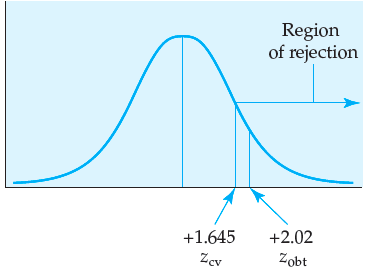 Region
of rejection
+1.645
+2.02
z_cv
z_obt